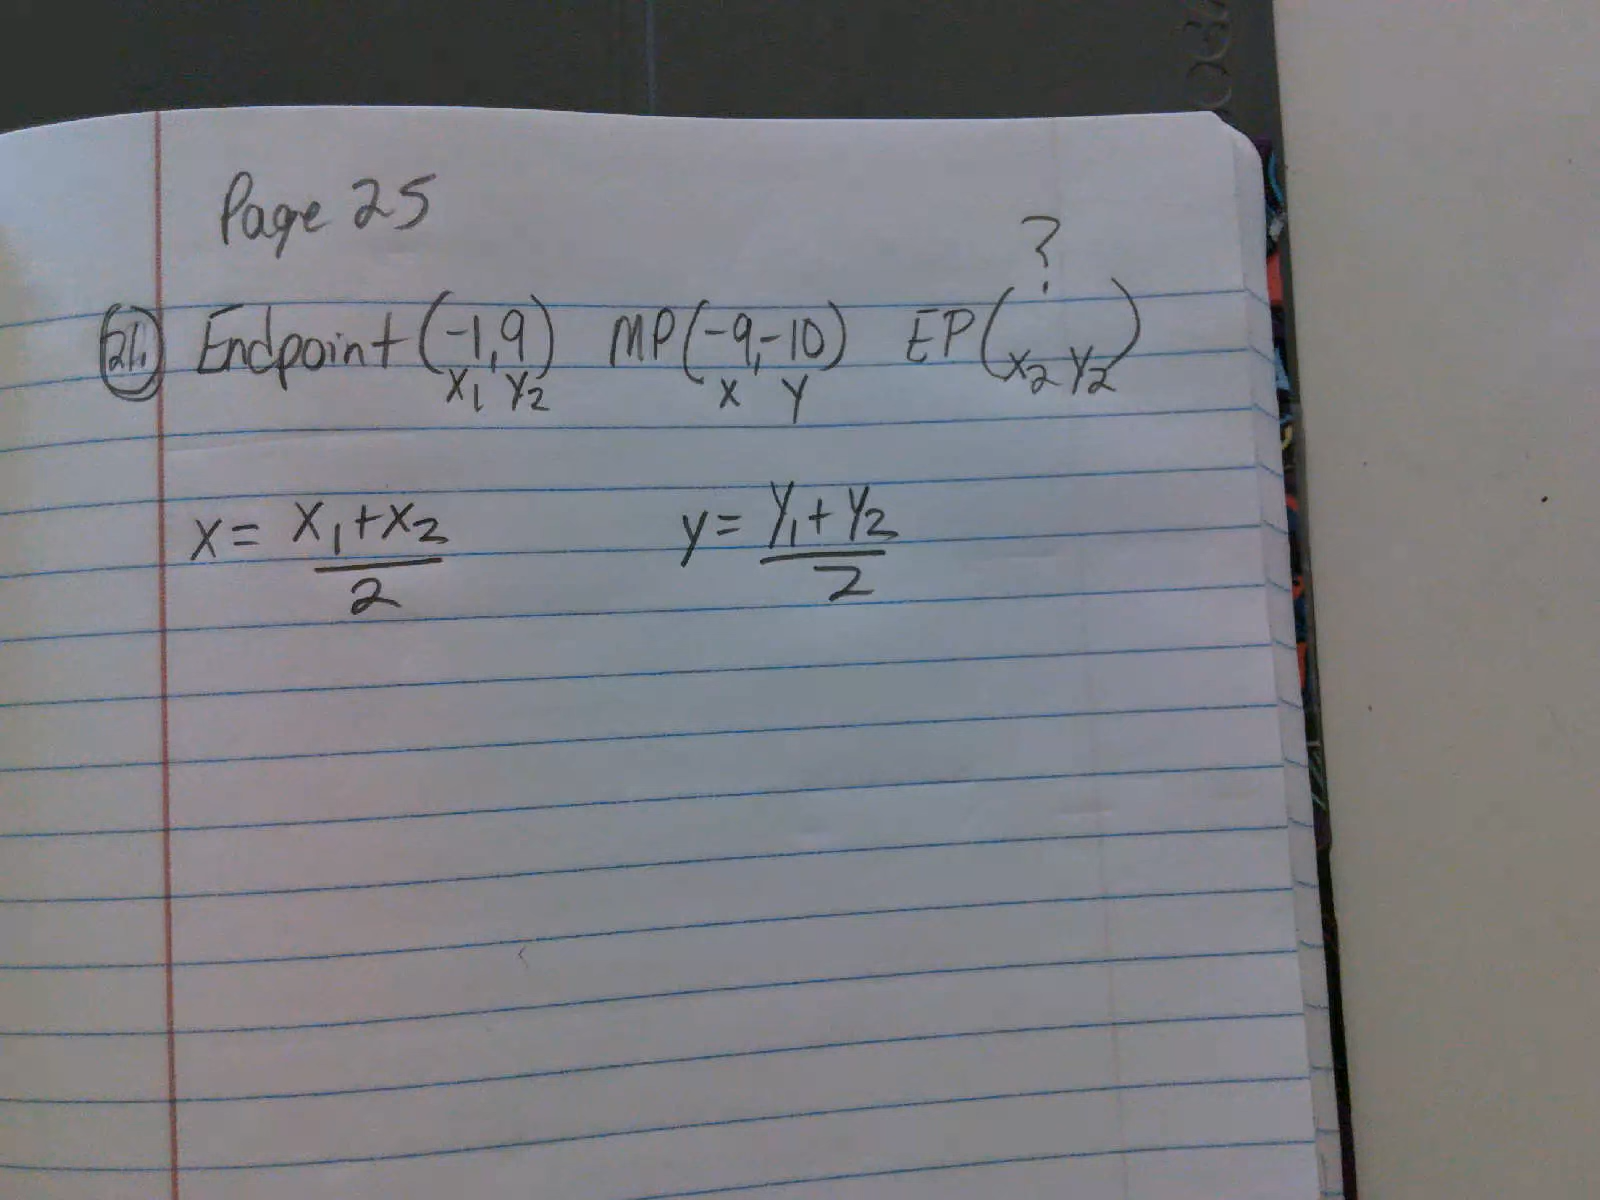 Page 25
?
21. Endpoint (-1,9) MP(-9,-10) EP( )
x₁ y₂ x y x₂ y₂
x = x₁+x₂/2 y = y₁+y₂/2